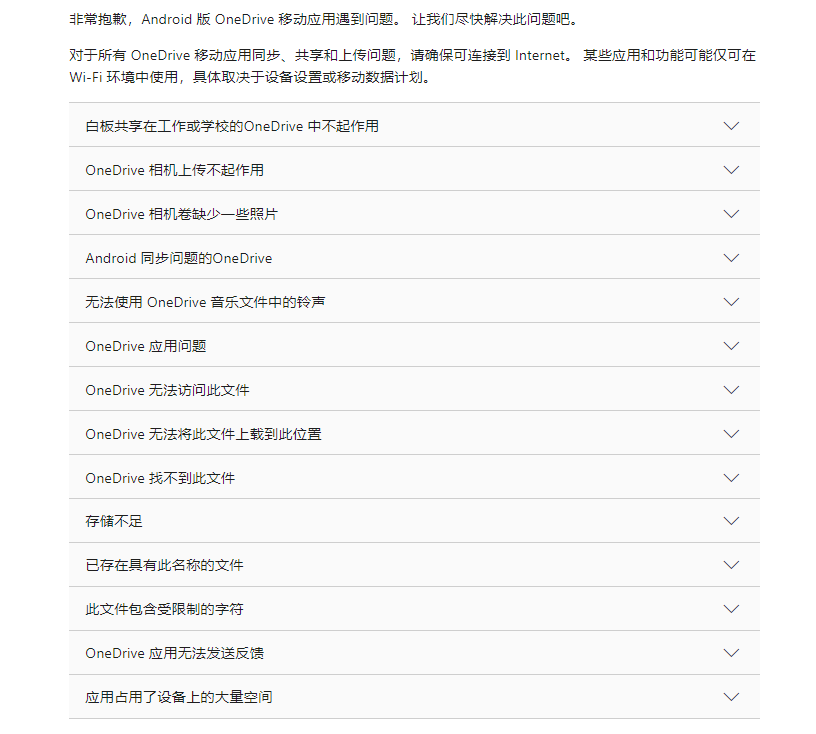 非常抱歉，Android 版 OneDrive 移动应用遇到问题。 让我们尽快解决此问题吧。
对于所有 OneDrive 移动应用同步、共享和上传问题，请确保可连接到 Internet。 某些应用和功能可能仅可在
Wi-Fi 环境中使用，具体取决于设备设置或移动数据计划。
白板共享在工作或学校的OneDrive 中不起作用
OneDrive 相机上传不起作用
OneDrive 相机卷缺少一些照片
Android 同步问题的OneDrive
无法使用 OneDrive 音乐文件中的铃声
OneDrive 应用问题
OneDrive 无法访问此文件
OneDrive 无法将此文件上载到此位置
OneDrive 找不到此文件
存储不足
已存在具有此名称的文件
此文件包含受限制的字符
OneDrive 应用无法发送反馈
应用占用了设备上的大量空间